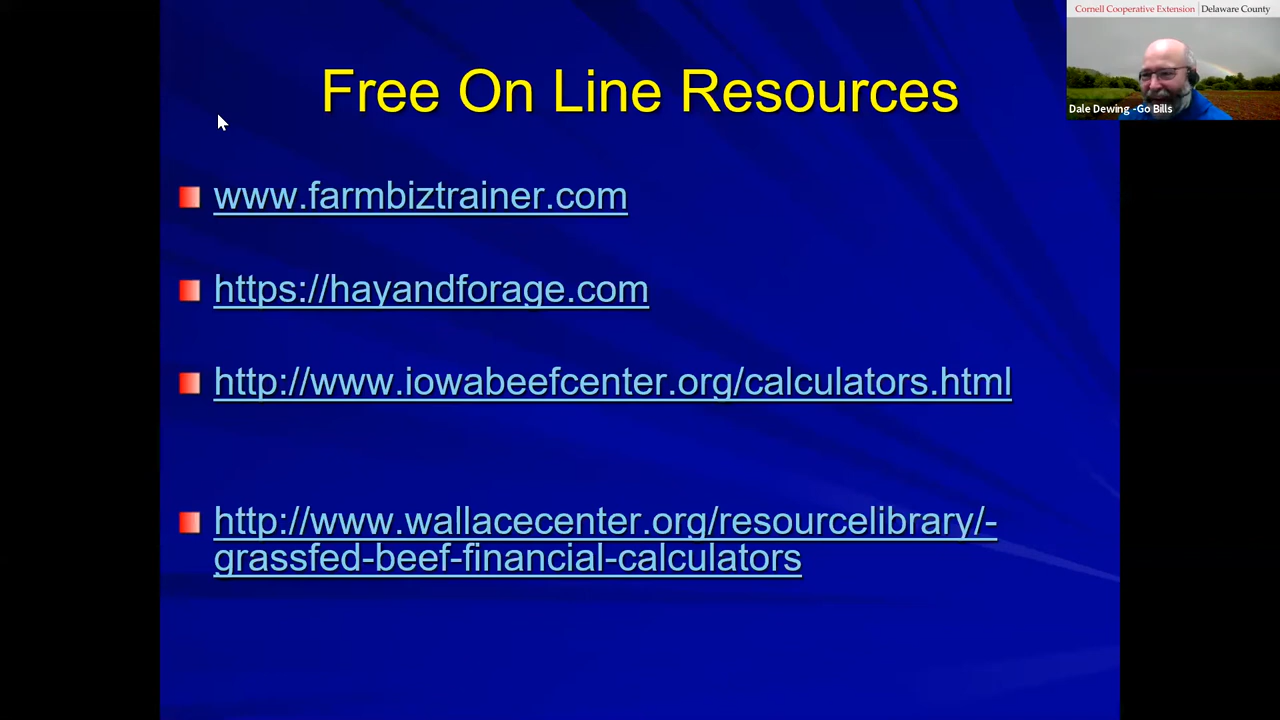 Cornell Cooperative Extension | Delaware County
Dale Dewing -Go Bills
Free On Line Resources
www.farmbiztrainer.com
https://hayandforage.com
http://www.iowabeefcenter.org/calculators.html
http://www.wallacecenter.org/resourcelibrary/-
grassfed-beef-financial-calculators